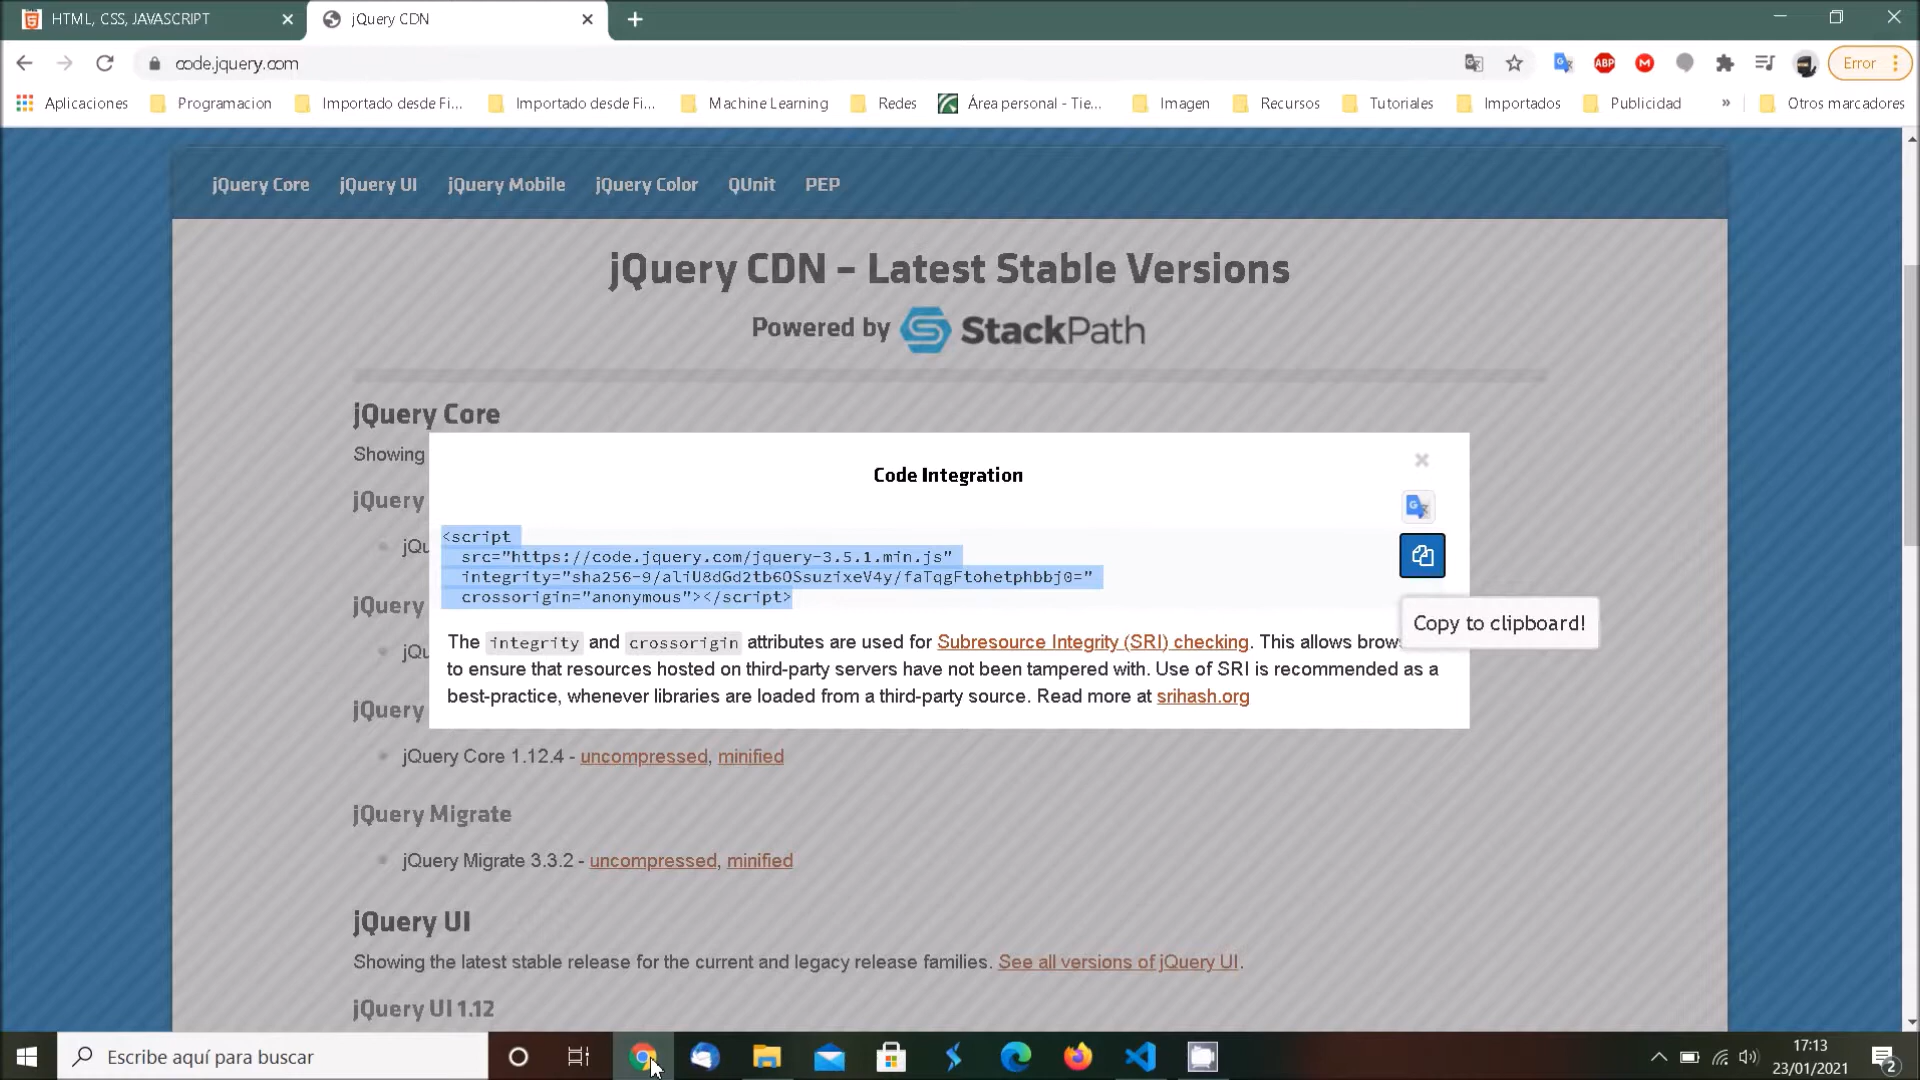 HTML, CSS, JAVASCRIPT
jQuery CDN
code.jquery.com
Error
Aplicaciones
Programacion
Importado desde Fi...
Importado desde Fi...
Machine Learning
Redes
Área personal - Tie...
Imagen
Recursos
Tutoriales
Importados
Publicidad
»
Otros marcadores
jQuery Core
jQuery UI
jQuery Mobile
jQuery Color
QUnit
PEP
jQuery CDN – Latest Stable Versions
Powered by StackPath
jQuery Core
Showing
jQuery
jQu
jQuery
jQu
jQuery
jQuery Core 1.12.4 - uncompressed, minified
jQuery Migrate
jQuery Migrate 3.3.2 - uncompressed, minified
jQuery UI
Showing the latest stable release for the current and legacy release families. See all versions of jQuery UI.
jQuery UI 1.12
Code Integration
<script
src="https://code.jquery.com/jquery-3.5.1.min.js"
integrity="sha256-9/aliU8dGd2tb6OSsuzixeV4y/faTqgFtohetphbbj0="
crossorigin="anonymous"></script>
Copy to clipboard!
The integrity and crossorigin attributes are used for Subresource Integrity (SRI) checking. This allows brow
to ensure that resources hosted on third-party servers have not been tampered with. Use of SRI is recommended as a
best-practice, whenever libraries are loaded from a third-party source. Read more at srihash.org
Escribe aquí para buscar
17:13
23/01/2021
2